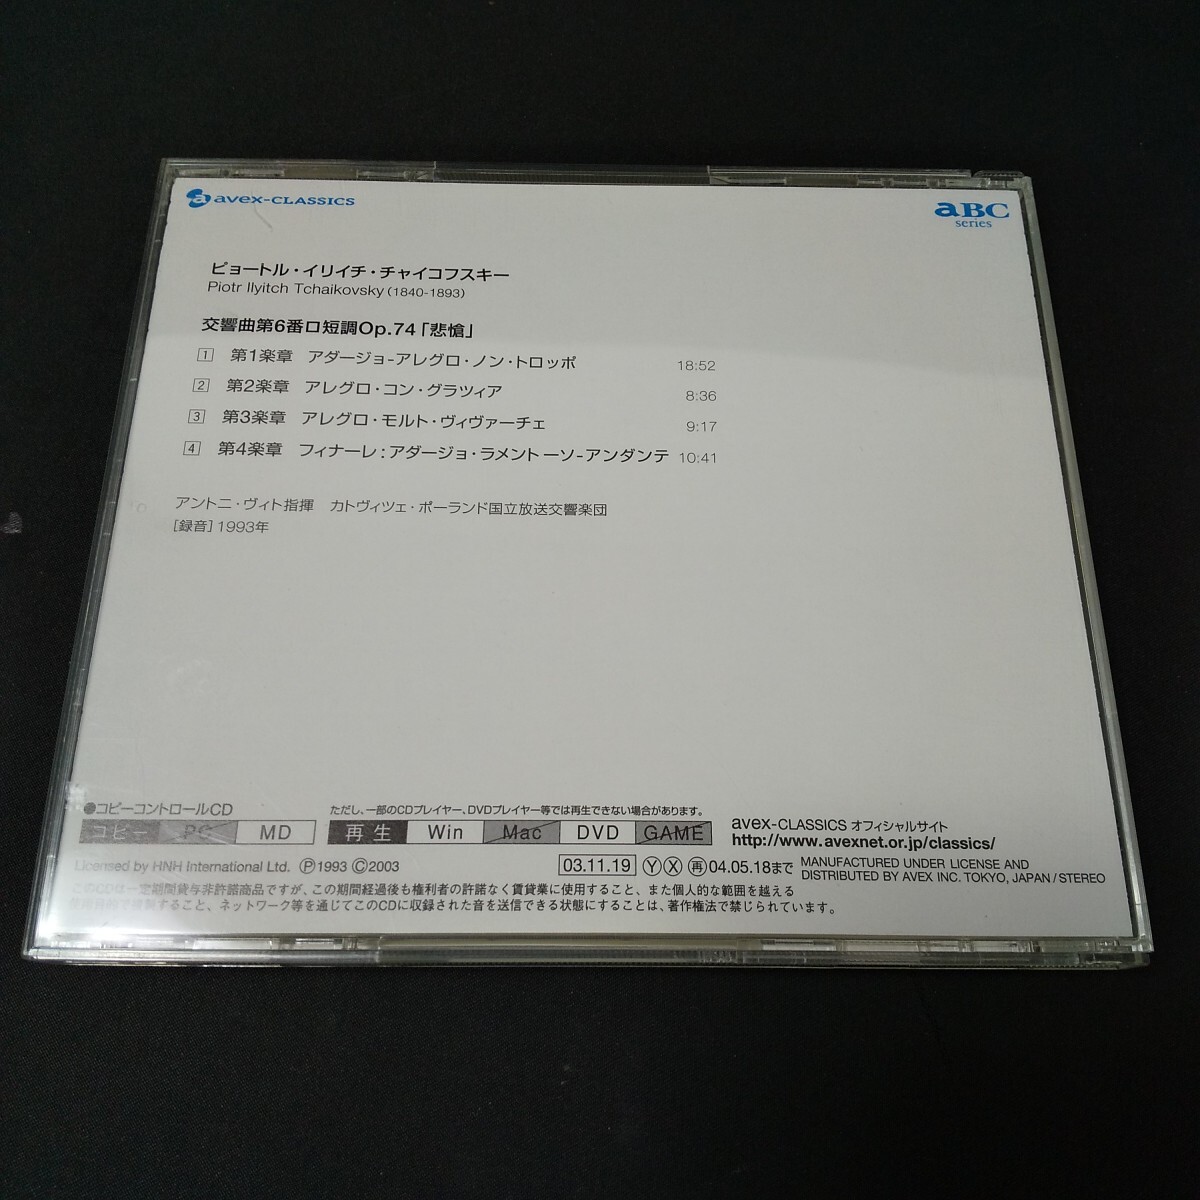 avex-CLASSICS
aBC
series
ピョートル・イリイチ・チャイコフスキー
Piotr Ilyitch Tchaikovsky (1840-1893)
交響曲第6番ロ短調Op.74「悲愴」
1 第1楽章 アダージョ-アレグロ・ノン・トロッポ 18:52
2 第2楽章 アレグロ・コン・グラツィア 8:36
3 第3楽章 アレグロ・モルト・ヴィヴァーチェ 9:17
4 第4楽章 フィナーレ:アダージョ・ラメントーソ-アンダンテ 10:41
アントニ・ヴィト指揮 カトヴィツェ・ポーランド国立放送交響楽団
[録音]1993年
●コピーコントロールCD
ただし、一部のCDプレイヤー、DVDプレイヤー等では再生できない場合があります。
コピー PC MD 再生 Win Mac DVD GAME
avex-CLASSICS オフィシャルサイト
http://www.avexnet.or.jp/classics/
Licensed by HNH International Ltd. Ⓟ1993 Ⓒ2003
03.11.19 Ⓨ Ⓧ ㊢04.05.18まで
MANUFACTURED UNDER LICENSE AND
DISTRIBUTED BY AVEX INC. TOKYO, JAPAN/STEREO
このCDは一定期間貸与非許諾商品ですが、この期間経過後も権利者の許諾なく賃貸業に使用すること、また個人的な範囲を越える
使用目的で複製すること、ネットワーク等を通じてこのCDに収録された音を送信できる状態にすることは、著作権法で禁じられています。